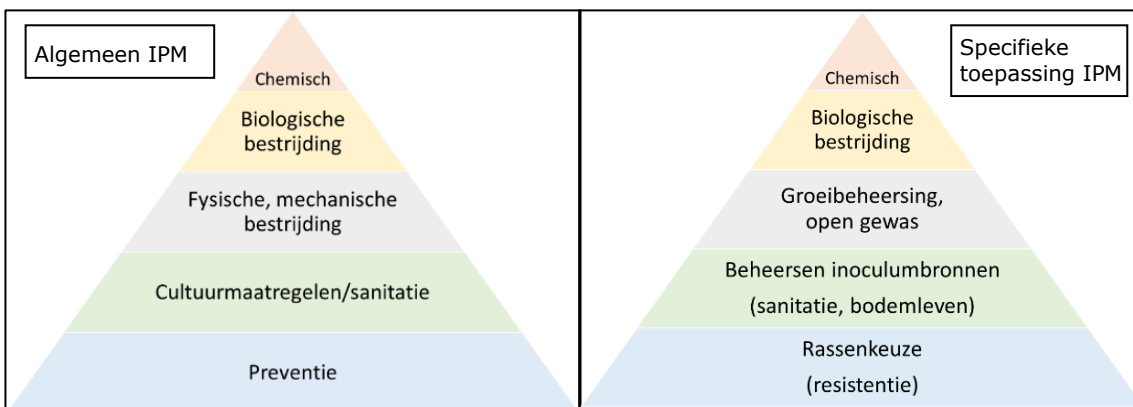 Algemeen IPM
Chemisch
Biologische
bestrijding
Fysische, mechanische
bestrijding
Cultuurmaatregelen/sanitatie
Preventie
Specifieke
toepassing IPM
Chemisch
Biologische
bestrijding
Groeibeheersing,
open gewas
Beheersen inoculumbronnen
(sanitatie, bodemleven)
Rassenkeuze
(resistentie)